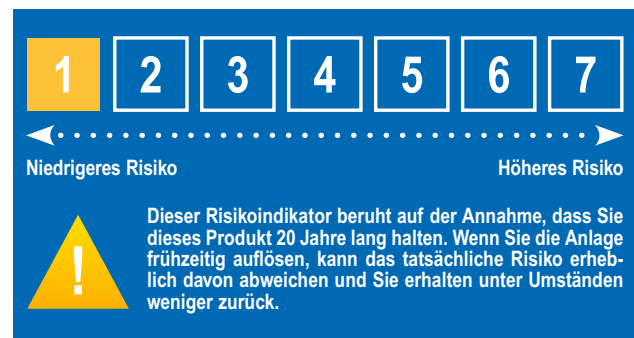 1 2 3 4 5 6 7
Niedrigeres Risiko Höheres Risiko
!
Dieser Risikoindikator beruht auf der Annahme, dass Sie
dieses Produkt 20 Jahre lang halten. Wenn Sie die Anlage
frühzeitig auflösen, kann das tatsächliche Risiko erheb-
lich davon abweichen und Sie erhalten unter Umständen
weniger zurück.